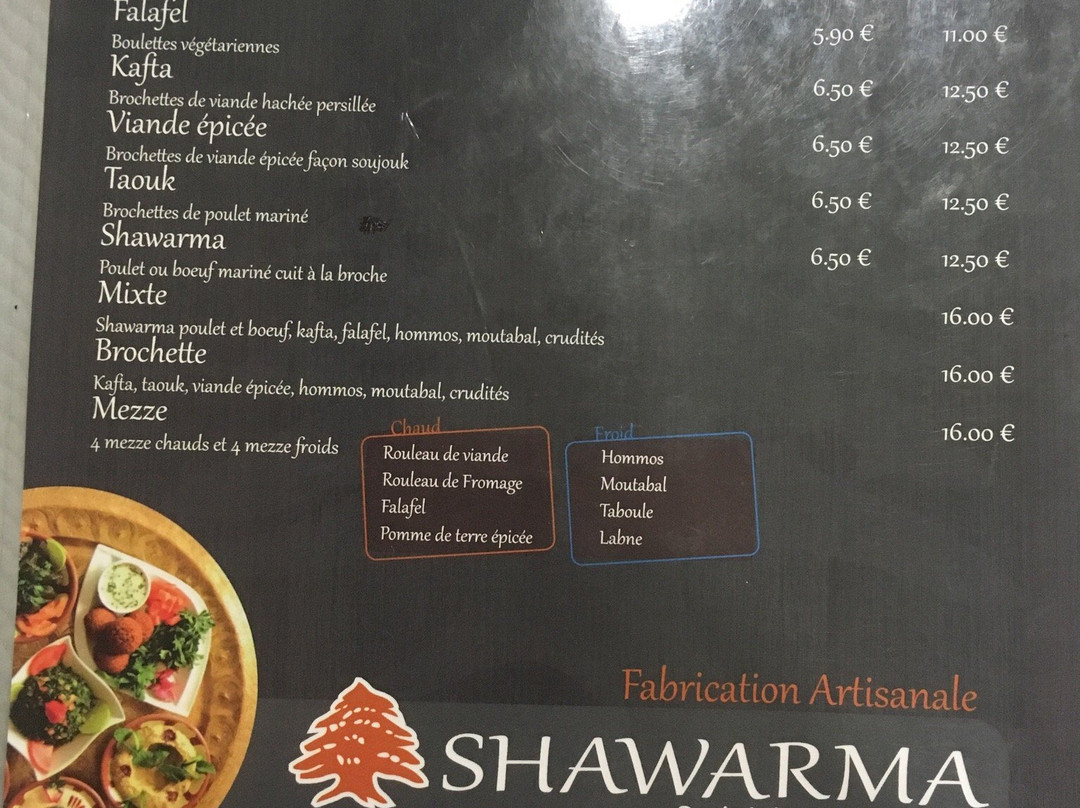 Falafel 5.90 € 11.00 €
Boulettes végétariennes
Kafta 6.50 € 12.50 €
Brochettes de viande hachée persillée
Viande épicée 6.50 € 12.50 €
Brochettes de viande épicée façon soujouk
Taouk 6.50 € 12.50 €
Brochettes de poulet mariné
Shawarma 6.50 € 12.50 €
Poulet ou boeuf mariné cuit à la broche
Mixte 16.00 €
Shawarma poulet et boeuf, kafta, falafel, hommos, moutabal, crudités
Brochette 16.00 €
Kafta, taouk, viande épicée, hommos, moutabal, crudités
Mezze 16.00 €
4 mezze chauds et 4 mezze froids
Chaud
Rouleau de viande
Rouleau de Fromage
Falafel
Pomme de terre épicée
Froid
Hommos
Moutabal
Taboule
Labne
Fabrication Artisanale
SHAWARMA